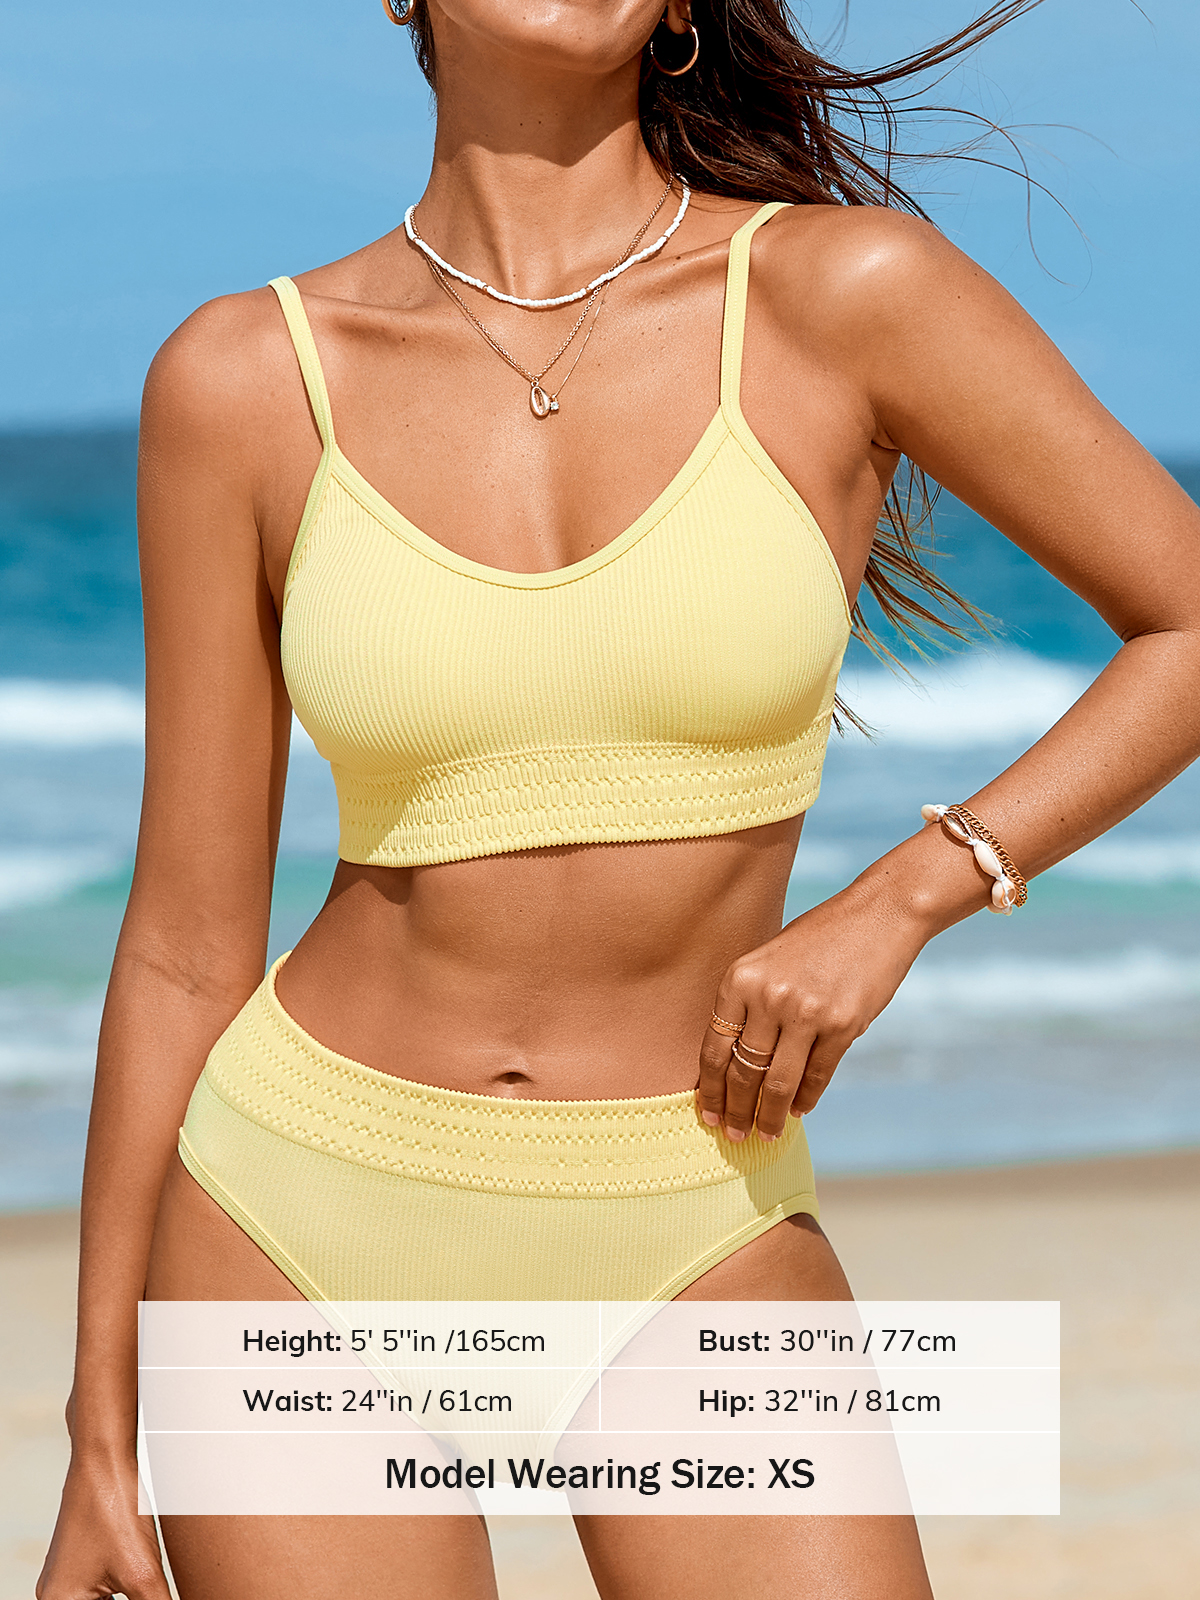 Height: 5' 5''in /165cm Bust: 30''in / 77cm
Waist: 24''in / 61cm Hip: 32''in / 81cm
Model Wearing Size: XS